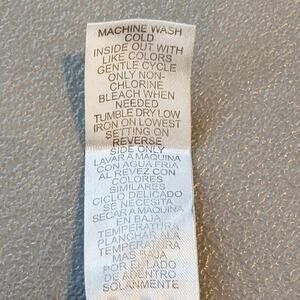 MACHINE WASH
COLD
INSIDE OUT WITH
LIKE COLORS
GENTLE CYCLE
ONLY NON-
CHLORINE
BLEACH WHEN
NEEDED
TUMBLE DRY LOW
IRON ON LOWEST
SETTING ON
REVERSE
SIDE ONLY
LAVAR A MAQUINA
CON AGUA FRIA
AL REVEZ CON
COLORES
SIMILARES
CICLO DELICADO
SE NECESITA
SECAR A MAQUINA
EN BAJA
TEMPERATURA
PLANCHAR ALA
TEMPERATURA
MAS BAJA
POR EL LADO
DE ADENTRO
SOLANMENTE